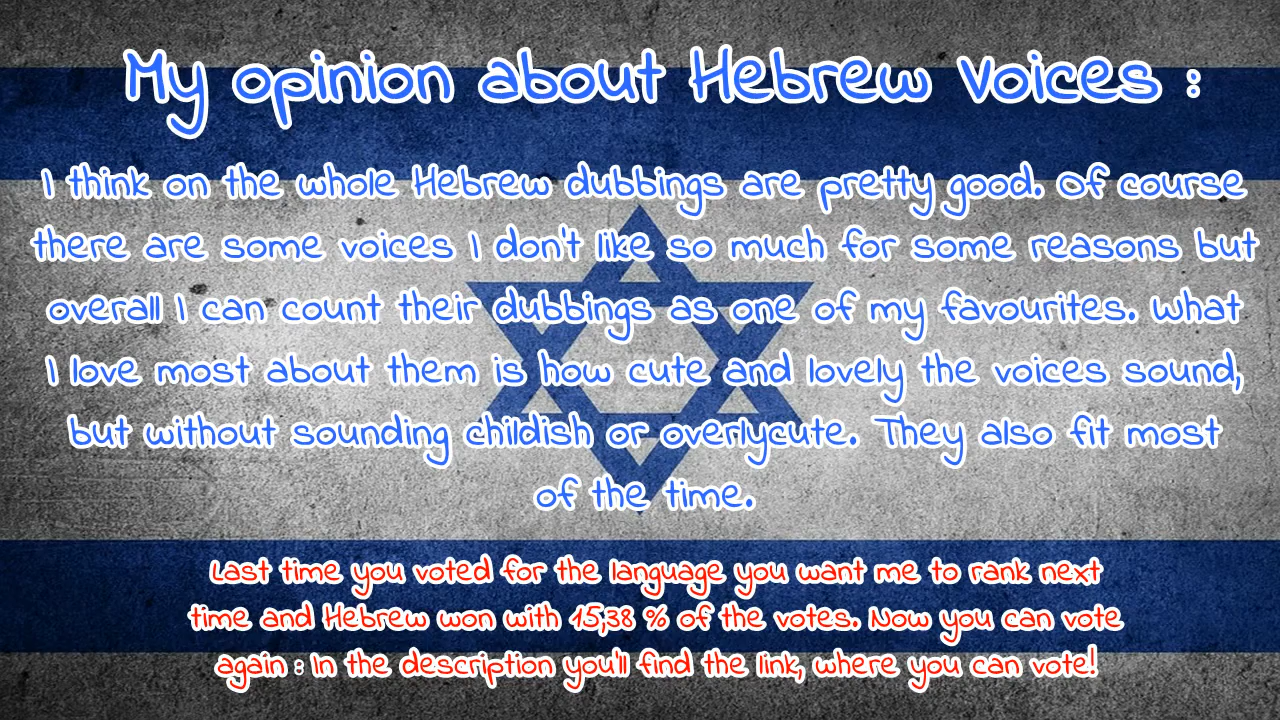 My opinion about Hebrew Voices :
I think on the whole Hebrew dubbings are pretty good. Of course
there are some voices I don't like so much for some reasons but
overall I can count their dubbings as one of my favourites. What
I love most about them is how cute and lovely the voices sound,
but without sounding childish or overlycute. They also fit most
of the time.
Last time you voted for the language you want me to rank next
time and Hebrew won with 15,38 % of the votes. Now you can vote
again : In the description you'll find the link, where you can vote!